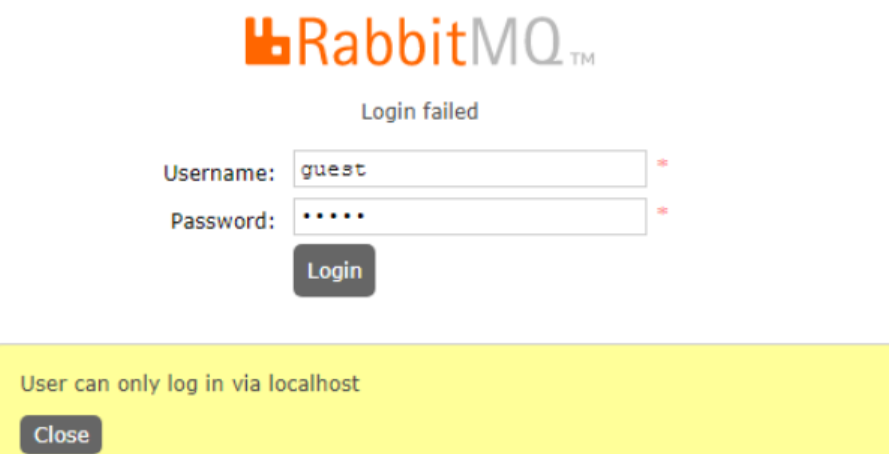 RabbitMQ™
Login failed
Username: guest *
Password: ••••• *
Login
User can only log in via localhost
Close